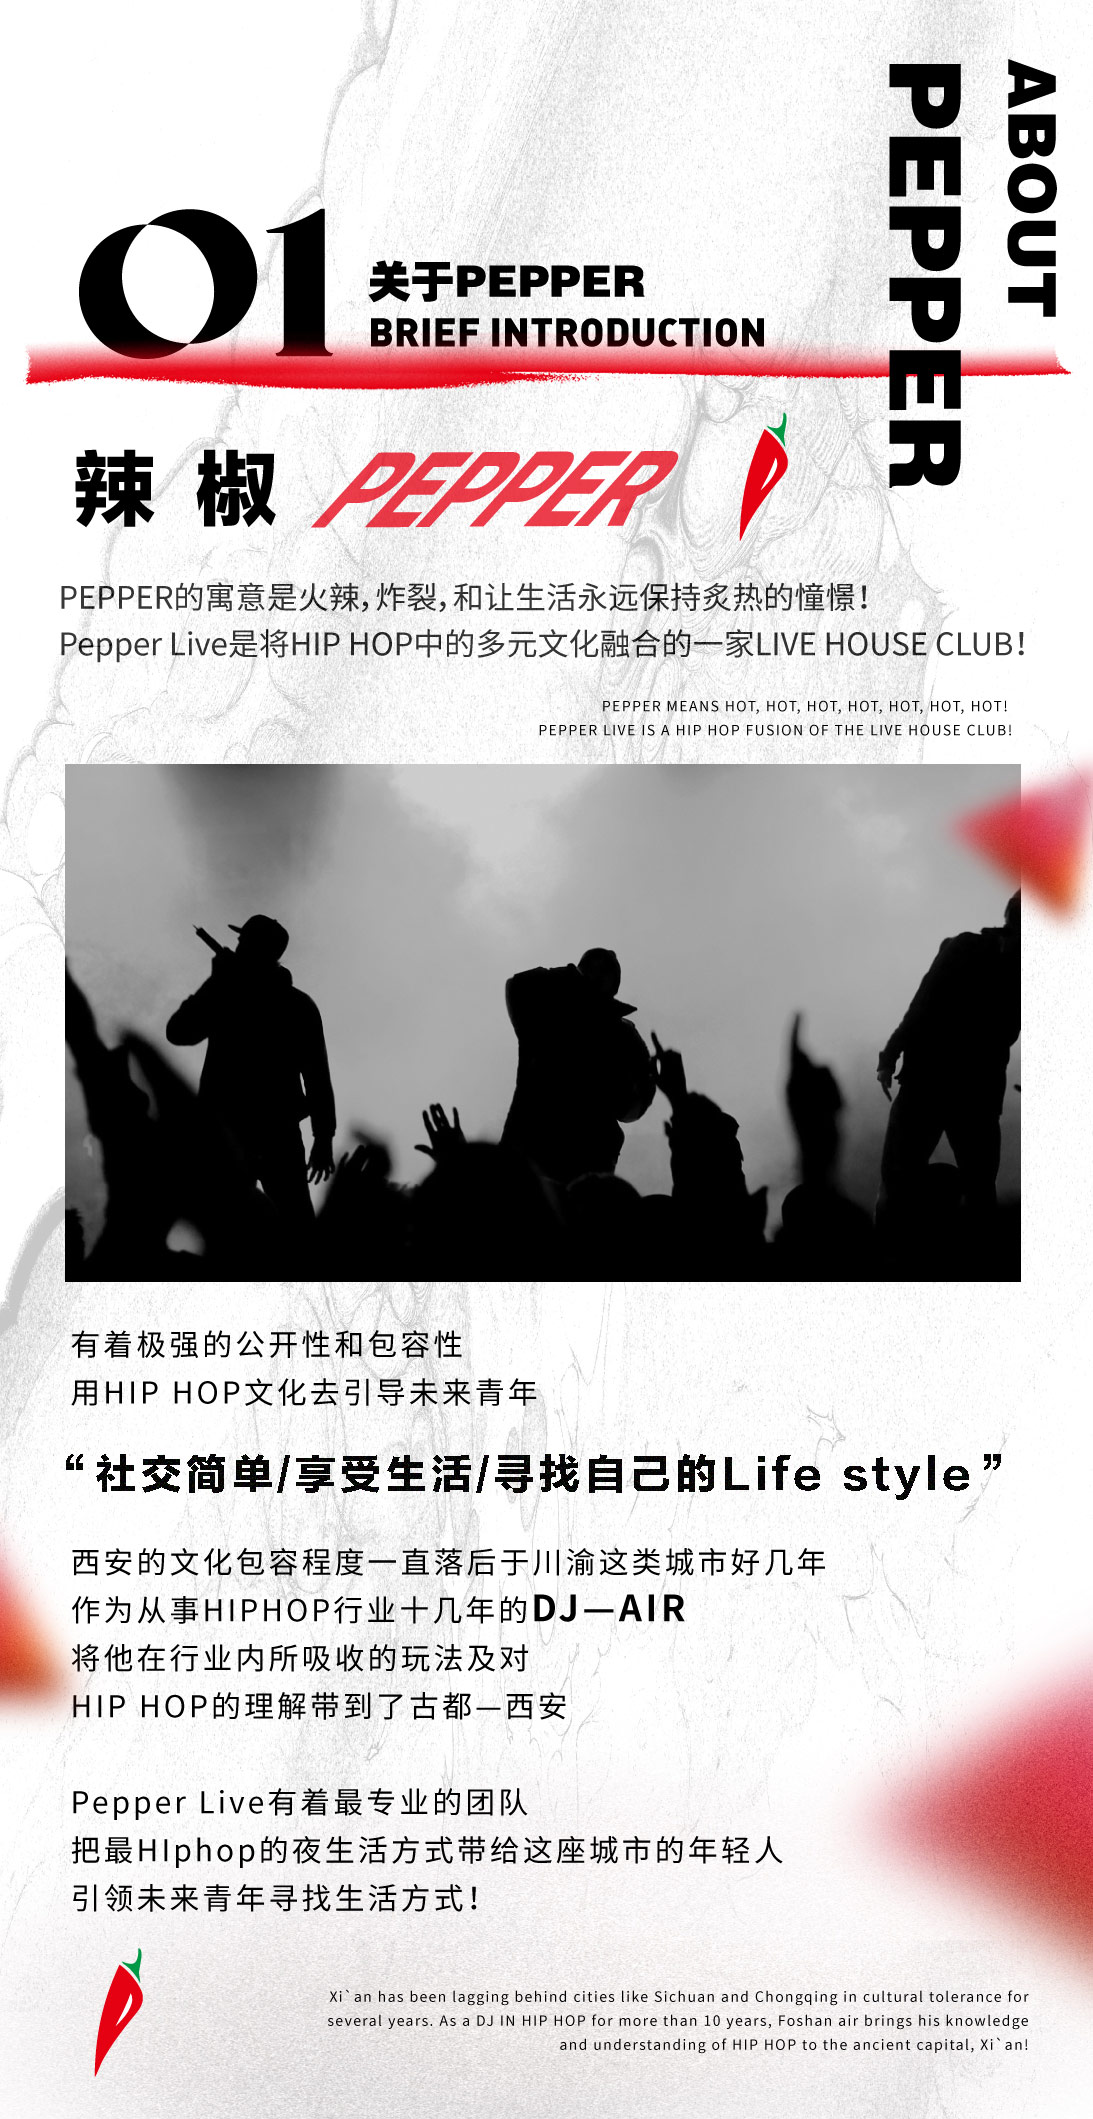 ABOUT
PEPPER
01
关于PEPPER
BRIEF INTRODUCTION
辣椒 PEPPER
PEPPER的寓意是火辣，炸裂，和让生活永远保持炙热的憧憬！
Pepper Live是将HIP HOP中的多元文化融合的一家LIVE HOUSE CLUB！
PEPPER MEANS HOT, HOT, HOT, HOT, HOT, HOT, HOT!
PEPPER LIVE IS A HIP HOP FUSION OF THE LIVE HOUSE CLUB!
有着极强的公开性和包容性
用HIP HOP文化去引导未来青年
“社交简单/享受生活/寻找自己的Life style”
西安的文化包容程度一直落后于川渝这类城市好几年
作为从事HIPHOP行业十几年的DJ—AIR
将他在行业内所吸收的玩法及对
HIP HOP的理解带到了古都—西安
Pepper Live有着最专业的团队
把最HIphop的夜生活方式带给这座城市的年轻人
引领未来青年寻找生活方式！
Xi`an has been lagging behind cities like Sichuan and Chongqing in cultural tolerance for
several years. As a DJ IN HIP HOP for more than 10 years, Foshan air brings his knowledge
and understanding of HIP HOP to the ancient capital, Xi`an!